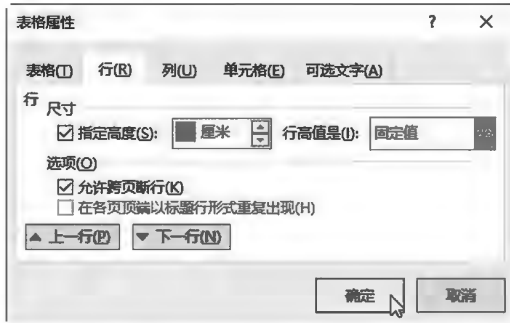 表格属性 ? ×
表格(T) 行(R) 列(U) 单元格(E) 可选文字(A)
行
尺寸
指定高度(S): 厘米 行高值是(I): 固定值
选项(O)
允许跨页断行(K)
在各页顶端以标题行形式重复出现(H)
▲ 上一行(P) ▼ 下一行(N)
确定 取消